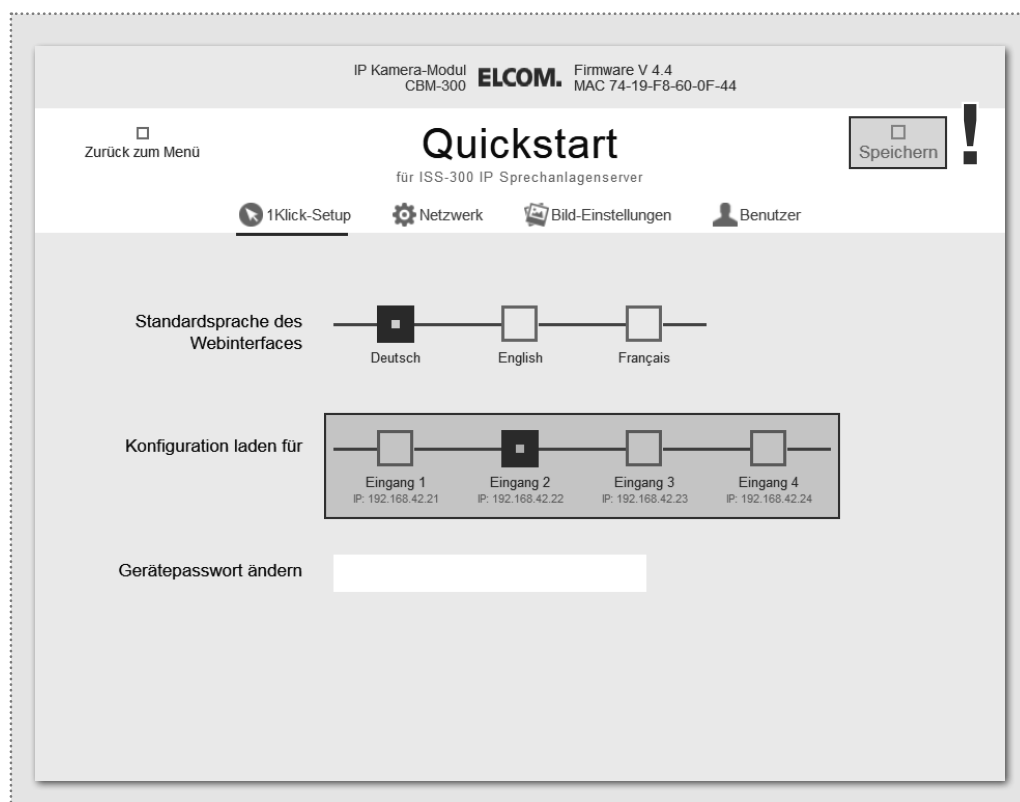 IP Kamera-Modul
CBM-300
ELCOM.
Firmware V 4.4
MAC 74-19-F8-60-0F-44
Zurück zum Menü
Quickstart
für ISS-300 IP Sprechanlagenserver
Speichern
!
1Klick-Setup Netzwerk Bild-Einstellungen Benutzer
Standardsprache des
Webinterfaces
Deutsch English Français
Konfiguration laden für
Eingang 1 Eingang 2 Eingang 3 Eingang 4
IP: 192.168.42.21 IP: 192.168.42.22 IP: 192.168.42.23 IP: 192.168.42.24
Gerätepasswort ändern